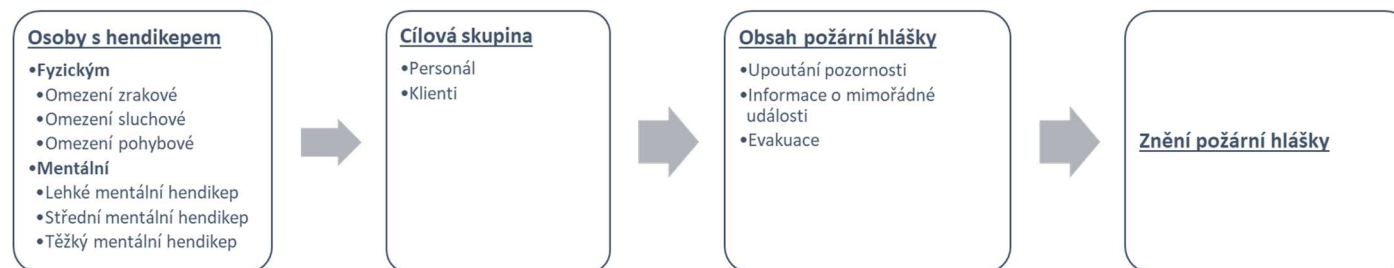 Osoby s hendikepem
•Fyzickým
•Omezení zrakové
•Omezení sluchové
•Omezení pohybové
•Mentální
•Lehké mentální hendikep
•Střední mentální hendikep
•Těžký mentální hendikep
Cílová skupina
•Personál
•Klienti
Obsah požární hlášky
•Upoutání pozornosti
•Informace o mimořádné
události
•Evakuace
Znění požární hlášky